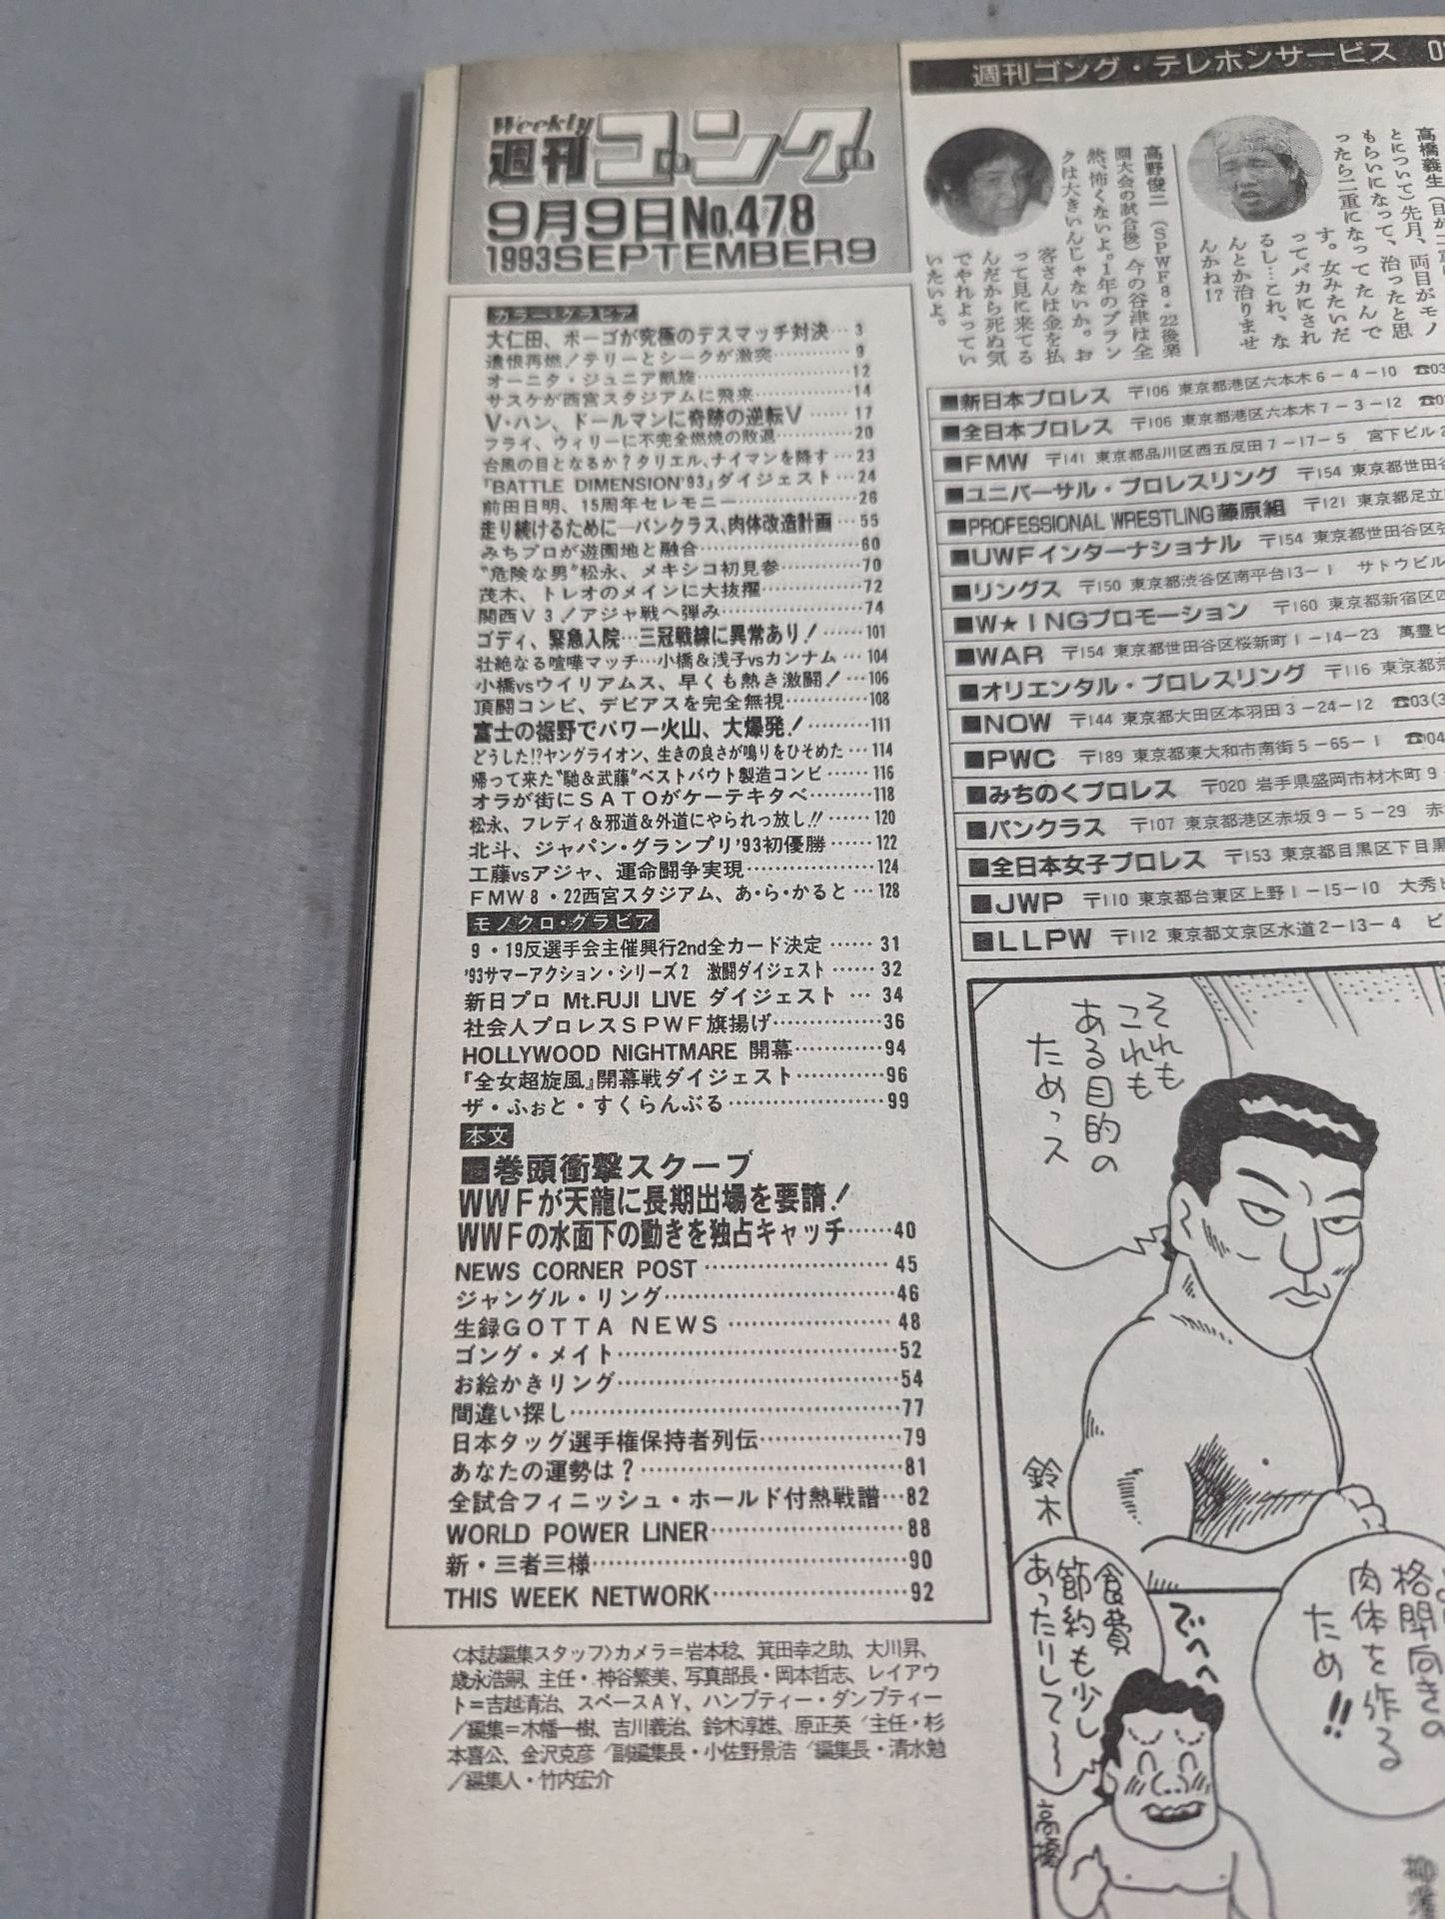 Weekly
週刊ゴング
9月9日No.478
1993SEPTEMBER9
カラー・グラビア
大仁田、ポーゴが究極のデスマッチ対決…3
遺恨再燃!テリーとシークが激突…………9
オーニタ・ジュニア凱旋……………………12
サスケが西宮スタジアムに飛来……………14
V・ハン、ドールマンに奇跡の逆転V……17
フライ、ウィリーに不完全燃焼の敗退………20
台風の目となるか?タリエル、ナイマンを降す…23
『BATTLE DIMENSION'93』ダイジェスト…24
前田日明、15周年セレモニー………………26
走り続けるために―パンクラス、肉体改造計画…55
みちプロが遊園地と融合……………………60
"危険な男"松永、メキシコ初見参…………70
茂木、トレオのメインに大抜擢……………72
関西V3!アジャ戦へ弾み…………………74
ゴディ、緊急入院…三冠戦線に異常あり!……101
壮絶なる喧嘩マッチ…小橋&浅子vsカンナム…104
小橋vsウイリアムス、早くも熱き激闘!…106
頂闘コンビ、デビアスを完全無視…………108
富士の裾野でパワー火山、大爆発!………111
どうした!?ヤングライオン、生きの良さが鳴りをひそめた…114
帰って来た"馳&武藤"ベストバウト製造コンビ……116
オラが街にSATOがケーテキタベ………118
松永、フレディ&邪道&外道にやられっ放し!!……120
北斗、ジャパン・グランプリ'93初優勝……122
工藤vsアジャ、運命闘争実現………………124
FMW8・22西宮スタジアム、あ・ら・かると…128
モノクロ・グラビア
9・19反選手会主催興行2nd全カード決定……31
'93サマーアクション・シリーズ2 激闘ダイジェスト……32
新日プロ Mt.FUJI LIVE ダイジェスト…34
社会人プロレスSPWF旗揚げ……………36
HOLLYWOOD NIGHTMARE 開幕…………94
『全女超旋風』開幕戦ダイジェスト…………96
ザ・ふぉと・すくらんぶる…………………99
本文
■巻頭衝撃スクープ
WWFが天龍に長期出場を要請!
WWFの水面下の動きを独占キャッチ……40
NEWS CORNER POST……………………45
ジャングル・リング…………………………46
生録GOTTA NEWS…………………48
ゴング・メイト………………………………52
お絵かきリング………………………………54
間違い探し……………………………………77
日本タッグ選手権保持者列伝………………79
あなたの運勢は?……………………………81
全試合フィニッシュ・ホールド付熱戦譜…82
WORLD POWER LINER……………………88
新・三者三様…………………………………90
THIS WEEK NETWORK……………………92
〈本誌編集スタッフ〉カメラ=岩本稔、箕田幸之助、大川昇、
歳永浩嗣、主任・神谷繁美、写真部長・岡本哲志、レイアウ
ト=吉越清治、スペースAY、ハンプティー・ダンプティー
/編集=木幡一樹、吉川義治、鈴木淳雄、原正英 主任・杉
本喜公、金沢克彦 副編集長・小佐野景浩 編集長・清水勉
/編集人・竹内宏介
週刊ゴング・テレホンサービス
高橋義生
とについて)先月、両目がモノ
もらいになって、治ったと思
ったら二重になってたんで
す。女みたいだ
ってバカにされ
るし…これ、な
んとか治りませ
んかね!?
高野俊二(SPWF8・22後楽
園大会の試合後)今の谷津は全
然、怖くないよ。1年のブラン
クは大きいんじゃないか。お
客さんは金を払
って見に来てる
んだから死ぬ気
でやれよってい
いたいよ。
■新日本プロレス 〒106 東京都港区六本木6-4-10 ☎03
■全日本プロレス 〒106 東京都港区六本木7-3-12
■FMW 〒141 東京都品川区西五反田7-17-5 宮下ビル
■ユニバーサル・プロレスリング 〒154 東京都世田谷
■PROFESSIONAL WRESTLING藤原組 〒121 東京都足立
■UWFインターナショナル 〒154 東京都世田谷区
■リングス 〒150 東京都渋谷区南平台13-1 サトウビル
■W★INGプロモーション 〒160 東京都新宿区
■WAR 〒154 東京都世田谷区桜新町1-14-23 萬豊ビ
■オリエンタル・プロレスリング 〒116 東京都荒
■NOW 〒144 東京都大田区本羽田3-24-12 ☎03(3
■PWC 〒189 東京都東大和市南街5-65-1 ☎04
■みちのくプロレス 〒020 岩手県盛岡市材木町9
■パンクラス 〒107 東京都港区赤坂9-5-29 赤
■全日本女子プロレス 〒153 東京都目黒区下目黒
■JWP 〒110 東京都台東区上野1-15-10 大秀ビ
■LLPW 〒112 東京都文京区水道2-13-4 ビ
それも
これも
ある目的の
ためっス
鈴木
格闘向きの
肉体を作る
ため!!
でへへ
食費
節約も少し
あったりして〜
高橋